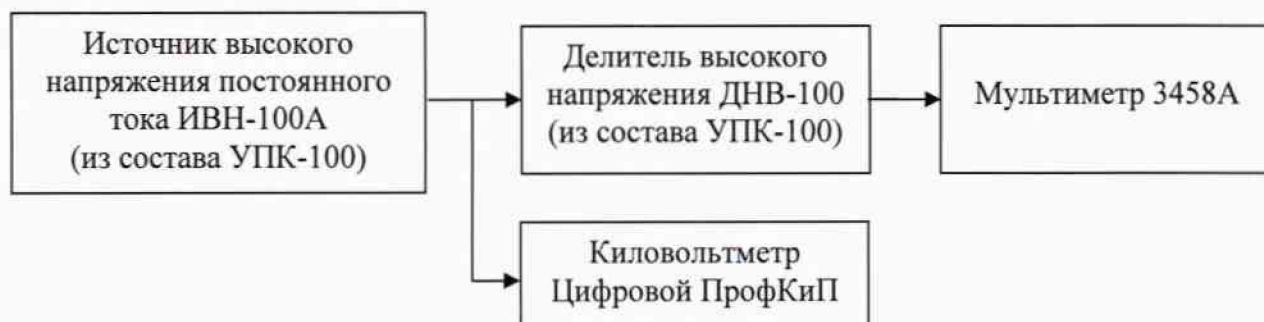 Источник высокого
напряжения постоянного
тока ИВН-100А
(из состава УПК-100)
Делитель высокого
напряжения ДНВ-100
(из состава УПК-100)
Мультиметр 3458А
Киловольтметр
Цифровой ПрофКиП